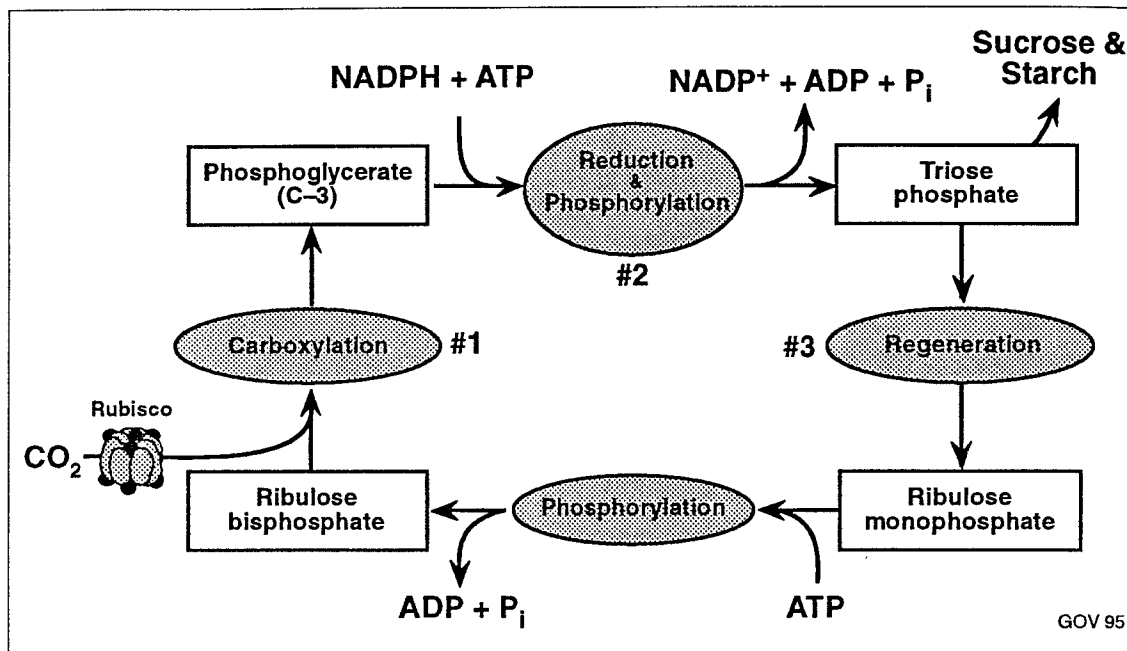 Sucrose &
Starch
NADPH + ATP
NADP⁺ + ADP + Pᵢ
Phosphoglycerate
(C–3)
Reduction
&
Phosphorylation
Triose
phosphate
#2
Carboxylation
#1
#3
Regeneration
Rubisco
CO₂
Ribulose
bisphosphate
Phosphorylation
Ribulose
monophosphate
ADP + Pᵢ
ATP
GOV 95